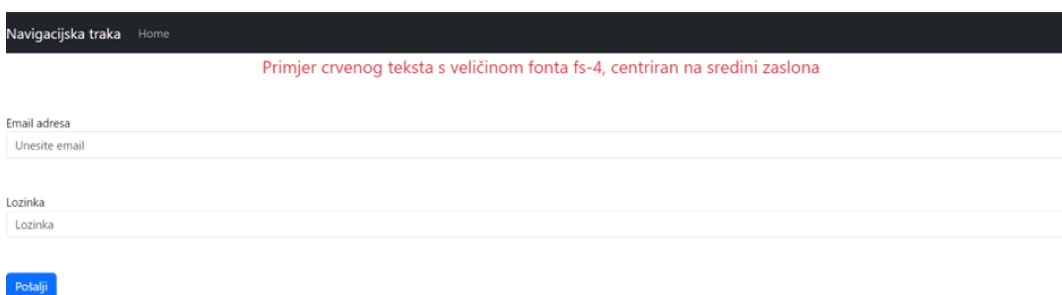 Navigacijska traka Home
Primjer crvenog teksta s veličinom fonta fs-4, centriran na sredini zaslona
Email adresa
Unesite email
Lozinka
Lozinka
Pošalji